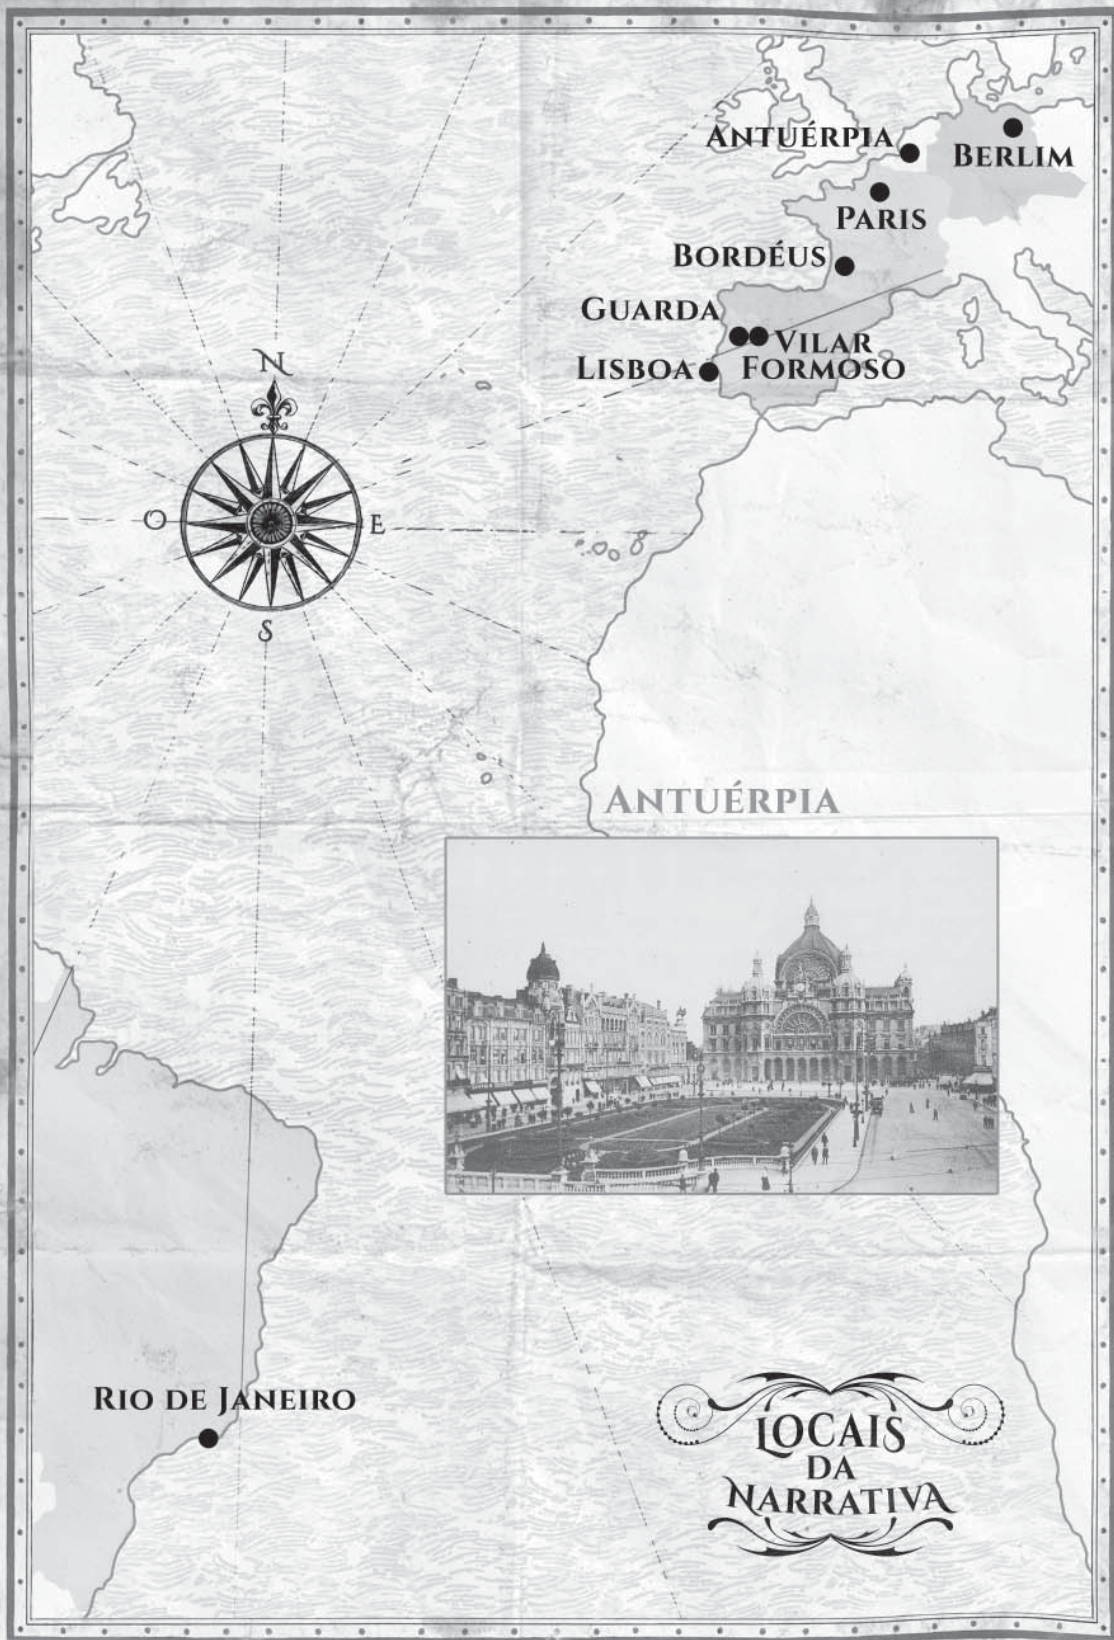 ANTUÉRPIA
BERLIM
PARIS
BORDÉUS
GUARDA
VILAR
FORMOSO
LISBOA
N
O
E
S
ANTUÉRPIA
RIO DE JANEIRO
LOCAIS
DA
NARRATIVA